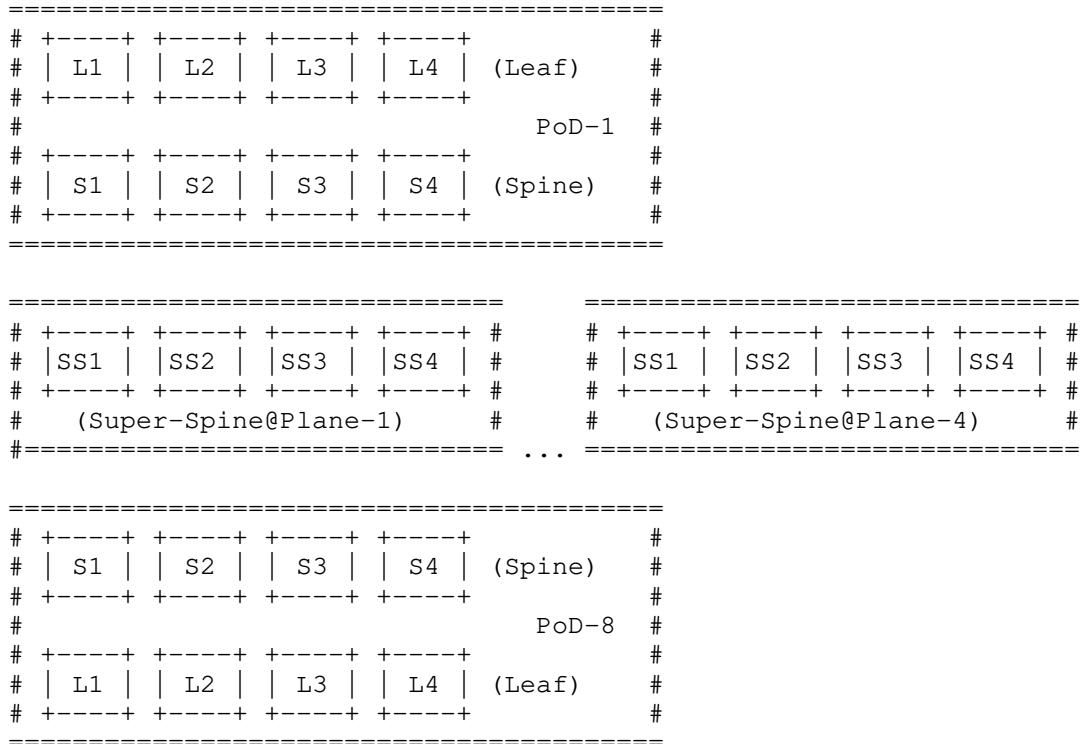 =========================================
# +----+ +----+ +----+ +----+           #
# | L1 | | L2 | | L3 | | L4 | (Leaf)    #
# +----+ +----+ +----+ +----+           #
#                                PoD-1  #
# +----+ +----+ +----+ +----+           #
# | S1 | | S2 | | S3 | | S4 | (Spine)   #
# +----+ +----+ +----+ +----+           #
=========================================

===============================     ===============================
# +----+ +----+ +----+ +----+ #     # +----+ +----+ +----+ +----+ #
# |SS1 | |SS2 | |SS3 | |SS4 | #     # |SS1 | |SS2 | |SS3 | |SS4 | #
# +----+ +----+ +----+ +----+ #     # +----+ +----+ +----+ +----+ #
#   (Super-Spine@Plane-1)     #     #   (Super-Spine@Plane-4)     #
#============================== ... ===============================

=========================================
# +----+ +----+ +----+ +----+           #
# | S1 | | S2 | | S3 | | S4 | (Spine)   #
# +----+ +----+ +----+ +----+           #
#                                PoD-8  #
# +----+ +----+ +----+ +----+           #
# | L1 | | L2 | | L3 | | L4 | (Leaf)    #
# +----+ +----+ +----+ +----+           #
=========================================